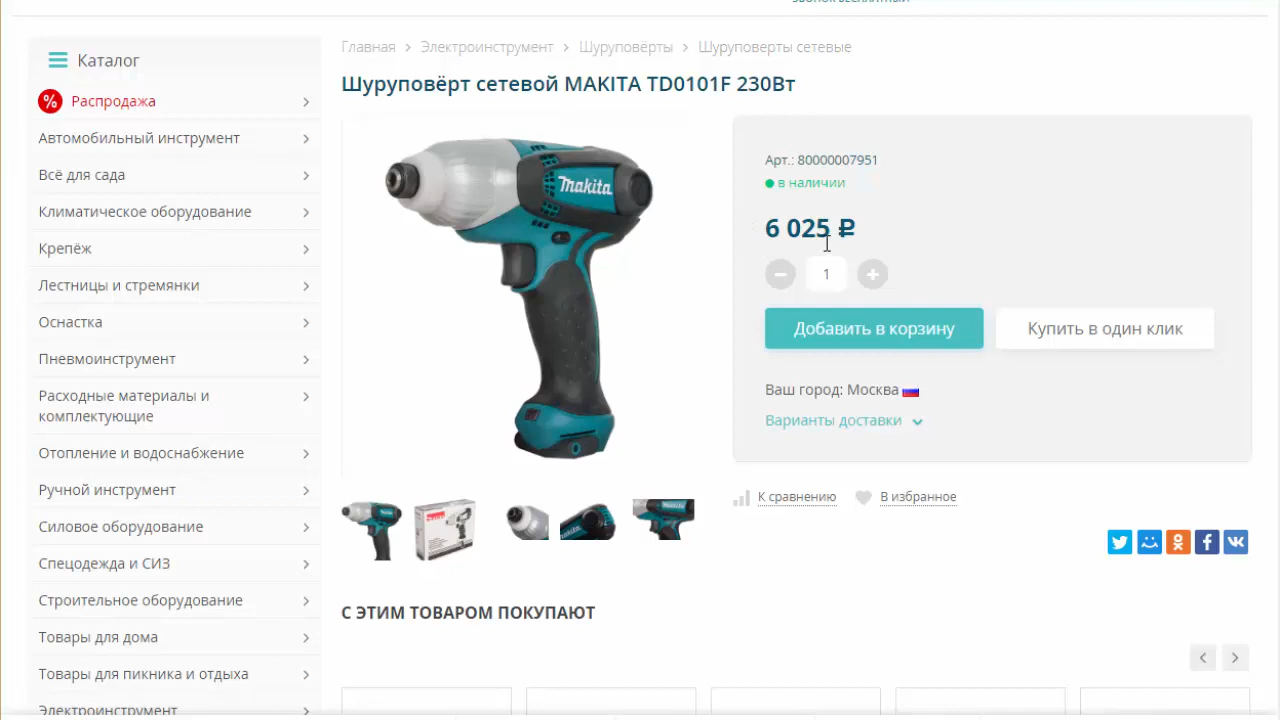 Каталог
Распродажа
Автомобильный инструмент
Всё для сада
Климатическое оборудование
Крепёж
Лестницы и стремянки
Оснастка
Пневмоинструмент
Расходные материалы и
комплектующие
Отопление и водоснабжение
Ручной инструмент
Силовое оборудование
Спецодежда и СИЗ
Строительное оборудование
Товары для дома
Товары для пикника и отдыха
Электроинструмент
Главная > Электроинструмент > Шуруповёрты > Шуруповерты сетевые
Шуруповёрт сетевой MAKITA TD0101F 230Вт
makita
Арт.: 80000007951
в наличии
6 025 ₽
− 1 +
Добавить в корзину
Купить в один клик
Ваш город: Москва
Варианты доставки
К сравнению
В избранное
С ЭТИМ ТОВАРОМ ПОКУПАЮТ